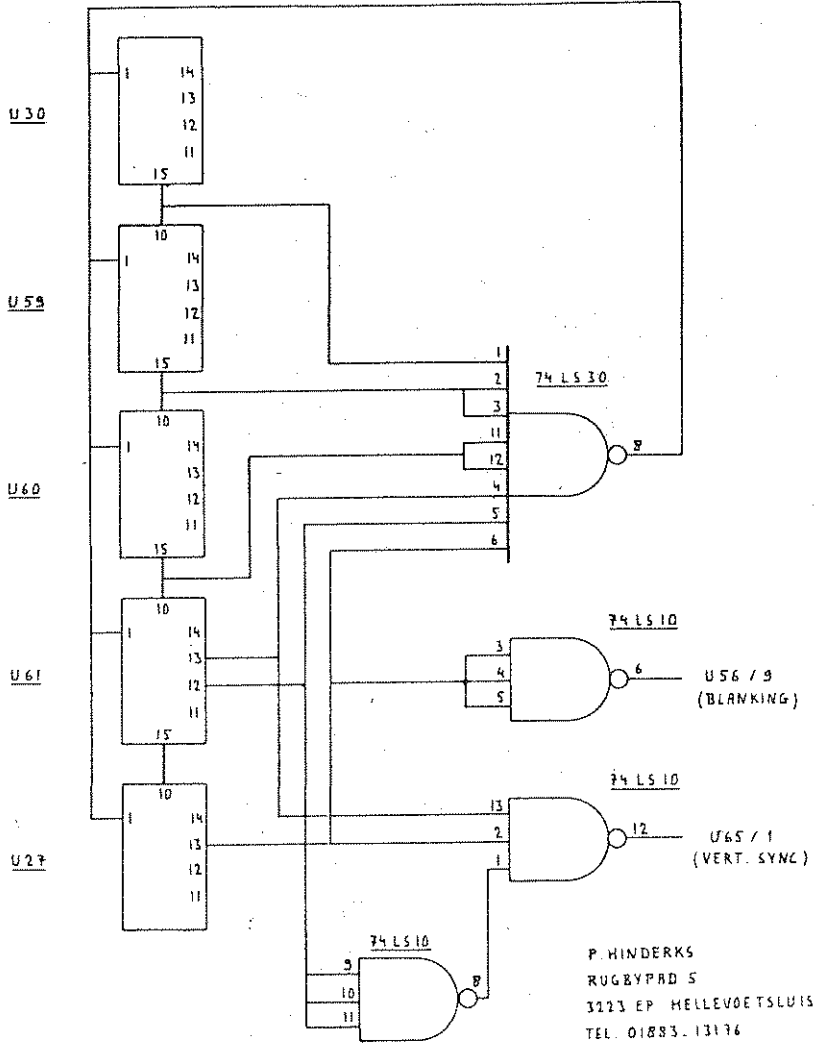 U30
1 14
13
12
11
15
10
U59
1 14
13
12
11
15
10
U60
1 14
13
12
11
15
10
U61
1 14
13
12
11
15
10
U27
1 14
13
12
11
74LS30
1
2
3
11
12
4
5
6
8
74LS10
3
4
5
6
U56/9
(BLANKING)
74LS10
13
2
1
12
U65/1
(VERT. SYNC)
74LS10
9
10
11
8
P. HINDERKS
RUGBYPAD 5
3223 EP HELLEVOETSLUIS
TEL. 01883-13176